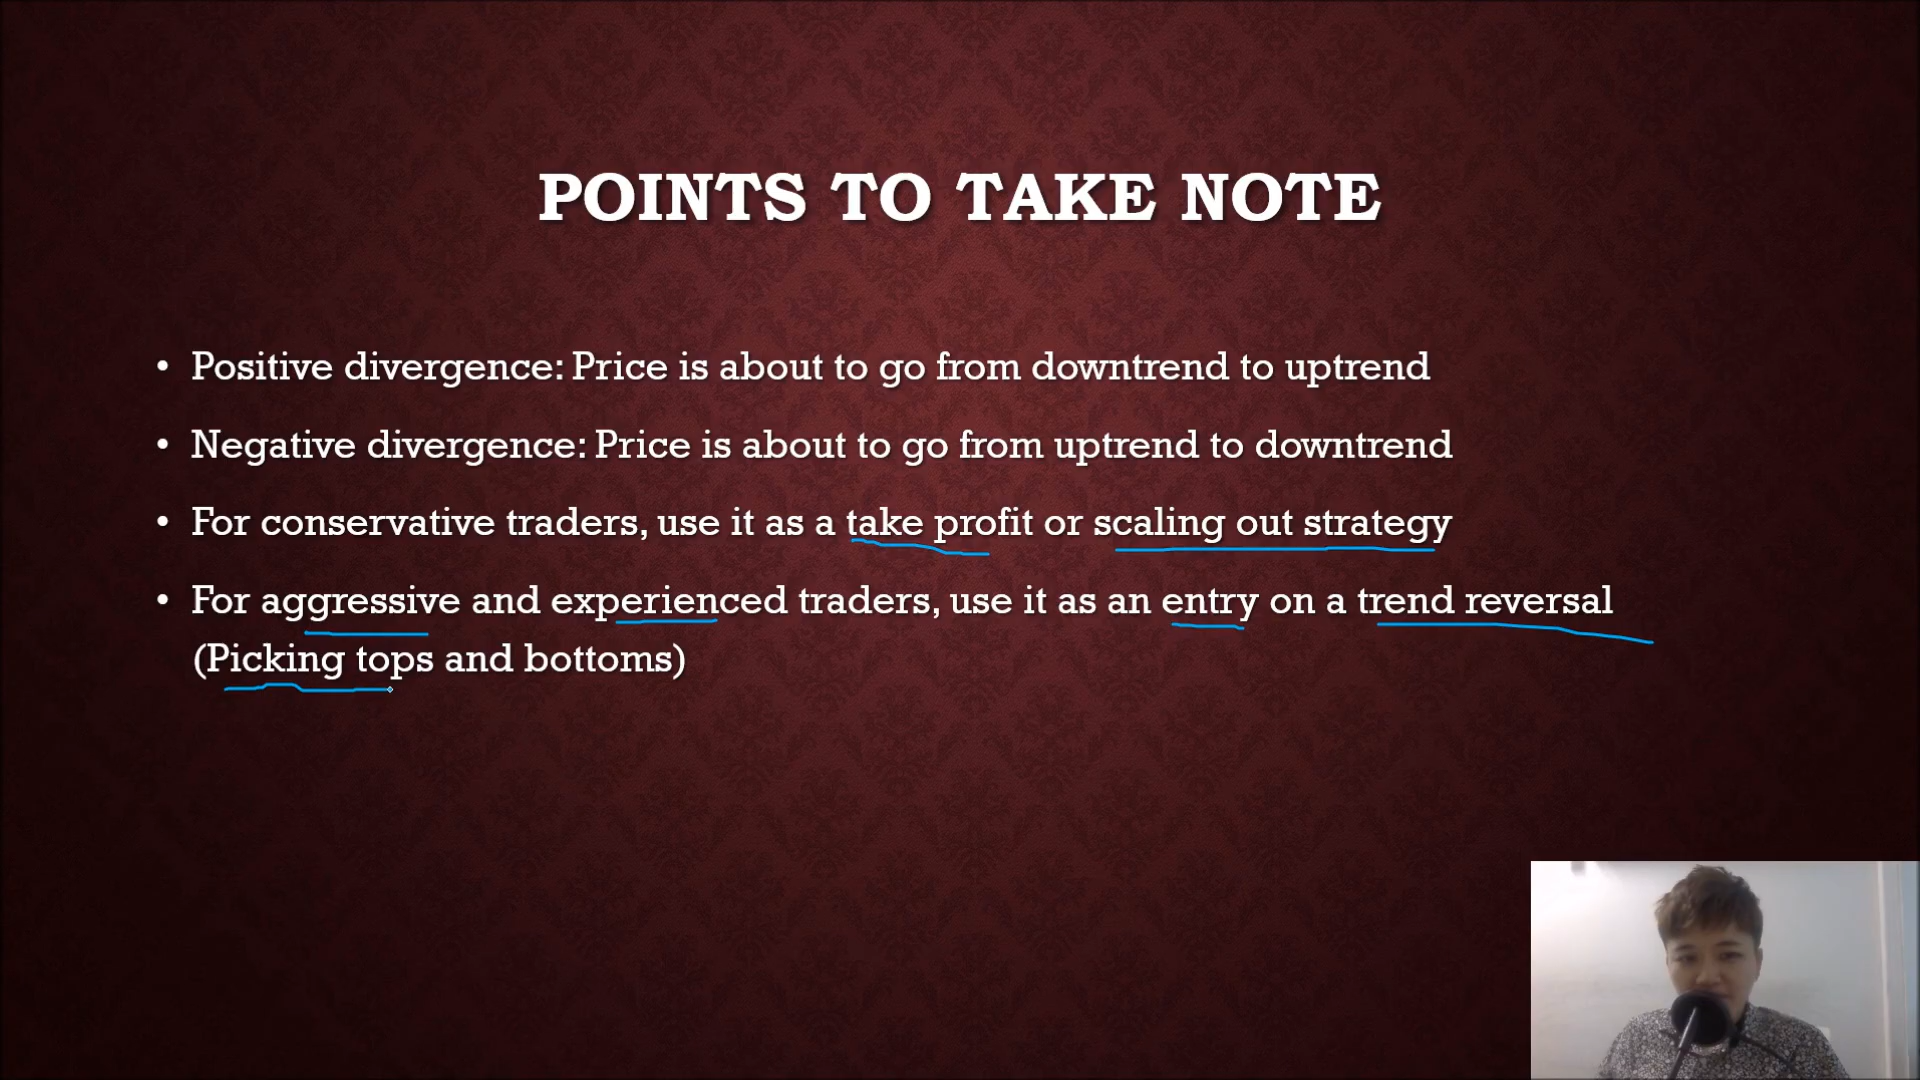 POINTS TO TAKE NOTE
• Positive divergence: Price is about to go from downtrend to uptrend
• Negative divergence: Price is about to go from uptrend to downtrend
• For conservative traders, use it as a take profit or scaling out strategy
• For aggressive and experienced traders, use it as an entry on a trend reversal
(Picking tops and bottoms)